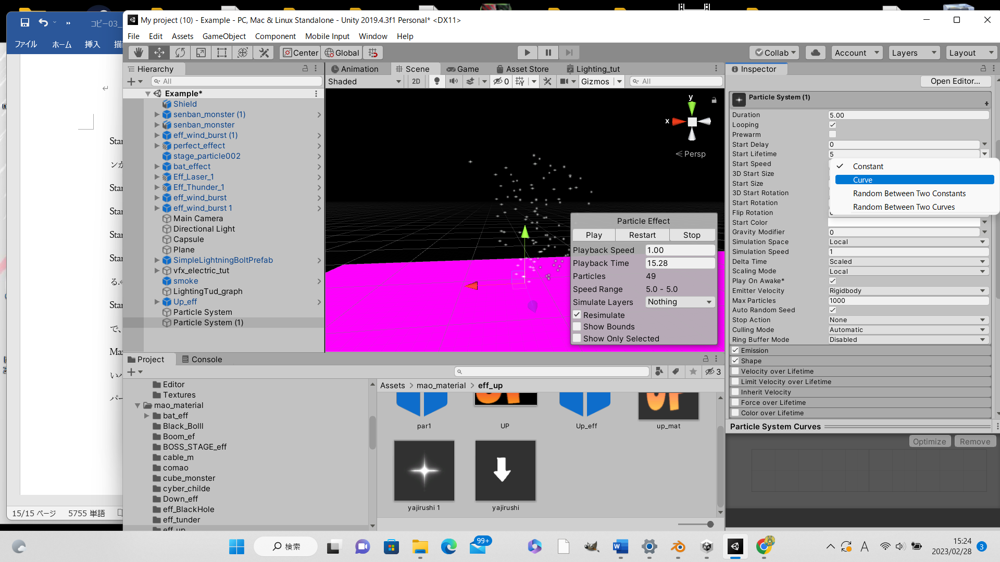 コピー03_
ファイル ホーム 挿入 描
Star
ンか
Star
Star
Star
Star
る.
Star
で、
Mar
いパ
パー
15/15 ページ 5755 単語
My project (10) - Example - PC, Mac & Linux Standalone - Unity 2019.4.3f1 Personal* <DX11>
File Edit Assets GameObject Component Mobile Input Window Help
Center Global Collab Account Layers Layout
Hierarchy
All
Example*
Shield
senban_monster (1)
senban_monster
eff_wind_burst (1)
perfect_effect
stage_particle002
bat_effect
Eff_Laser_1
Eff_Thunder_1
eff_wind_burst
eff_wind_burst 1
Main Camera
Directional Light
Capsule
Plane
SimpleLightningBoltPrefab
vfx_electric_tut
smoke
LightingTud_graph
Up_eff
Particle System
Particle System (1)
Animation Scene Game Asset Store Lighting_tut
Shaded 2D 0 Gizmos All
y
x
Persp
Particle Effect
Play Restart Stop
Playback Speed 1.00
Playback Time 15.28
Particles 49
Speed Range 5.0 - 5.0
Simulate Layers Nothing
Resimulate
Show Bounds
Show Only Selected
Inspector
Open Editor...
Particle System (1)
Duration 5.00
Looping
Prewarm
Start Delay 0
Start Lifetime 5
Start Speed
3D Start Size
Start Size
3D Start Rotation
Start Rotation
Flip Rotation
Start Color
Gravity Modifier 0
Simulation Space Local
Simulation Speed 1
Delta Time Scaled
Scaling Mode Local
Play On Awake*
Emitter Velocity Rigidbody
Max Particles 1000
Auto Random Seed
Stop Action None
Culling Mode Automatic
Ring Buffer Mode Disabled
Constant
Curve
Random Between Two Constants
Random Between Two Curves
Emission
Shape
Velocity over Lifetime
Limit Velocity over Lifetime
Inherit Velocity
Force over Lifetime
Color over Lifetime
Particle System Curves
Optimize Remove
Project Console
3
Editor
Textures
mao_material
bat_eff
Black_Bolll
Boom_ef
BOSS_STAGE_eff
cable_m
comao
cube_monster
cyber_childe
Down_eff
eff_BlackHole
eff_tunder
eff_up
Assets > mao_material > eff_up
par1 UP Up_eff up_mat
yajirushi 1 yajirushi
検索
99+
A
15:24
2023/02/28
3